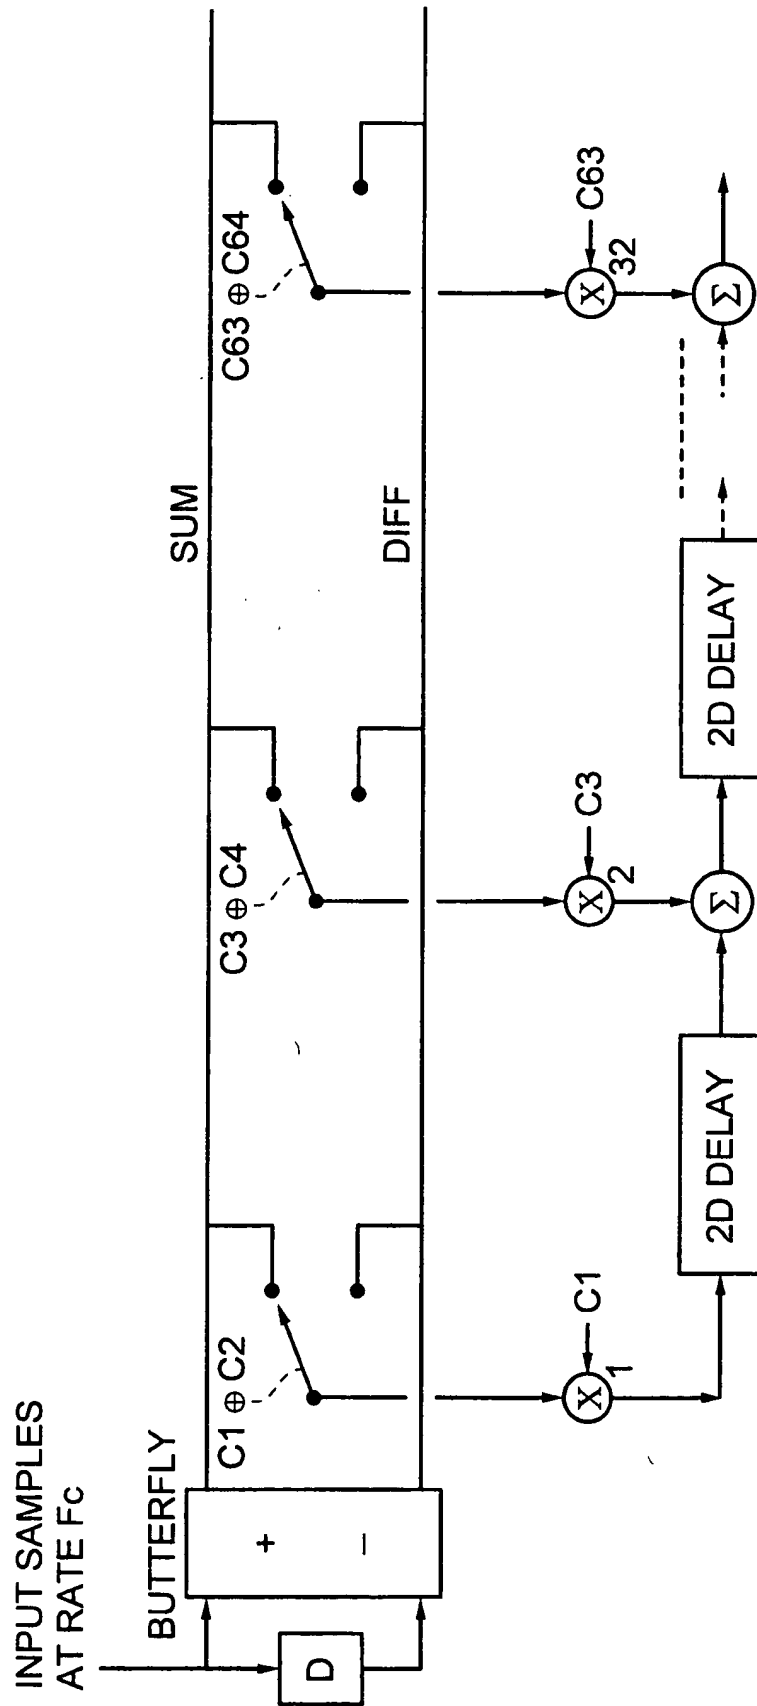 INPUT SAMPLES
AT RATE Fc
D
BUTTERFLY
+
−
SUM
DIFF
C1 ⊕ C2
C3 ⊕ C4
C63 ⊕ C64
X
1
C1
X
2
C3
X
32
C63
2D DELAY
Σ
2D DELAY
Σ